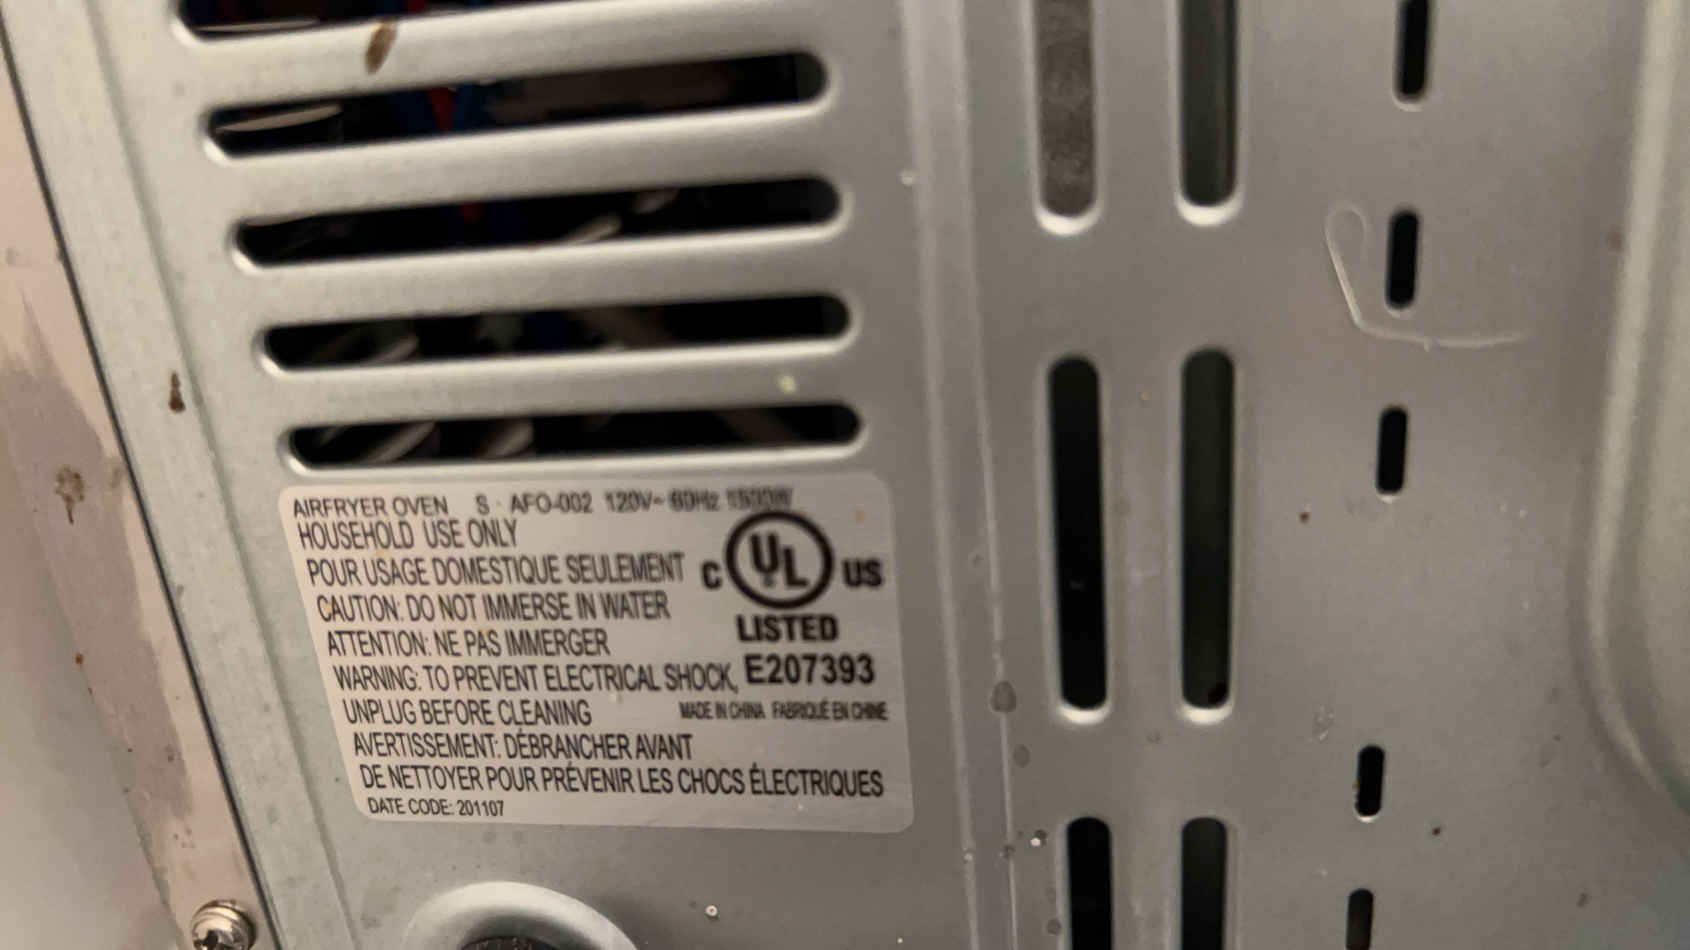 AIRFRYER OVEN S · AFO-002 120V~ 60Hz 1500W
HOUSEHOLD USE ONLY
POUR USAGE DOMESTIQUE SEULEMENT
CAUTION: DO NOT IMMERSE IN WATER
ATTENTION: NE PAS IMMERGER
WARNING: TO PREVENT ELECTRICAL SHOCK,
UNPLUG BEFORE CLEANING
AVERTISSEMENT: DÉBRANCHER AVANT
DE NETTOYER POUR PRÉVENIR LES CHOCS ÉLECTRIQUES
DATE CODE: 201107
C UL US
LISTED
E207393
MADE IN CHINA FABRIQUÉ EN CHINE